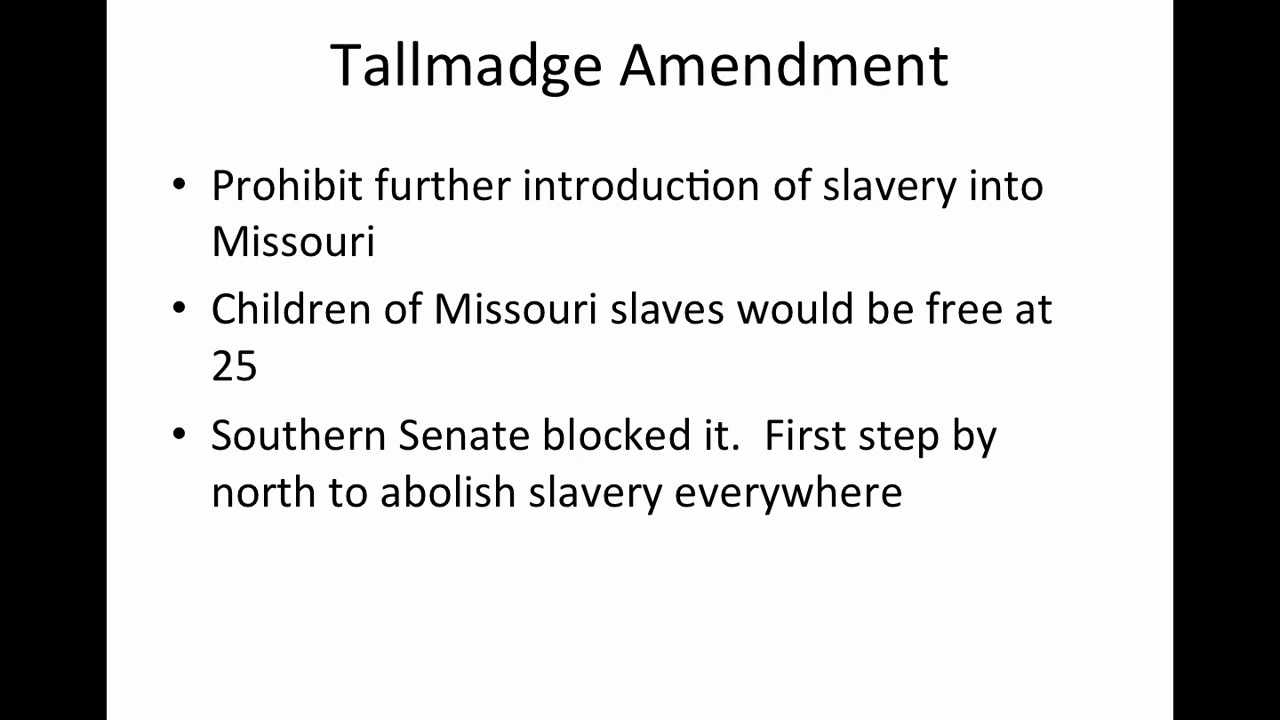 Tallmadge Amendment
• Prohibit further introduction of slavery into
Missouri
• Children of Missouri slaves would be free at
25
• Southern Senate blocked it.  First step by
north to abolish slavery everywhere